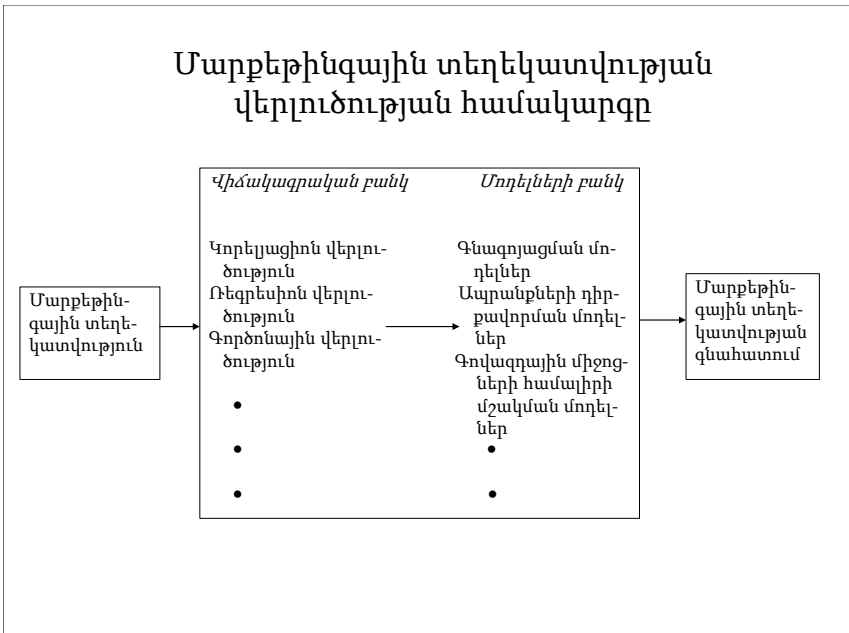 Մարքեթինգային տեղեկատվության
վերլուծության համակարգը
Մարքեթին-
գային տեղե-
կատվություն
Վիճակագրական բանկ
Կորելյացիոն վերլու-
ծություն
Ռեգրեսիոն վերլու-
ծություն
Գործոնային վերլու-
ծություն
•
•
•
Մոդելների բանկ
Գնագոյացման մո-
դելներ
Ապրանքների դիր-
քավորման մոդել-
ներ
Գովազդային միջոց-
ների համալիրի
մշակման մոդել-
ներ
•
•
Մարքեթին-
գային տեղե-
կատվության
գնահատում